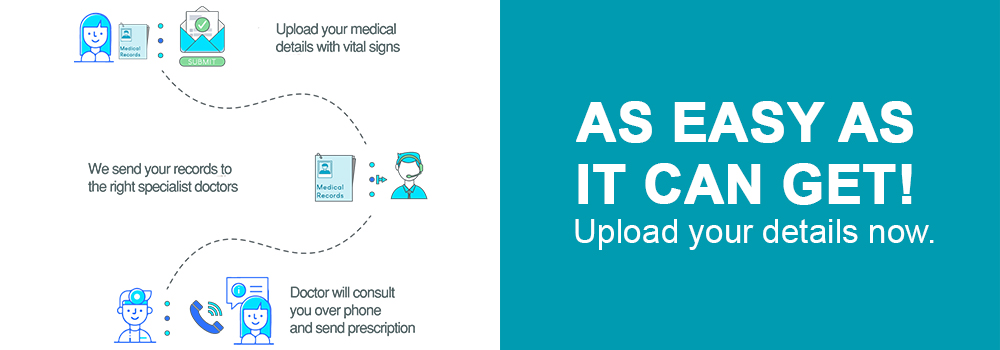 Upload your medical
details with vital signs
Medical
Records
SUBMIT
We send your records to
the right specialist doctors
Medical
Records
Doctor will consult
you over phone
and send prescription
AS EASY AS
IT CAN GET!
Upload your details now.